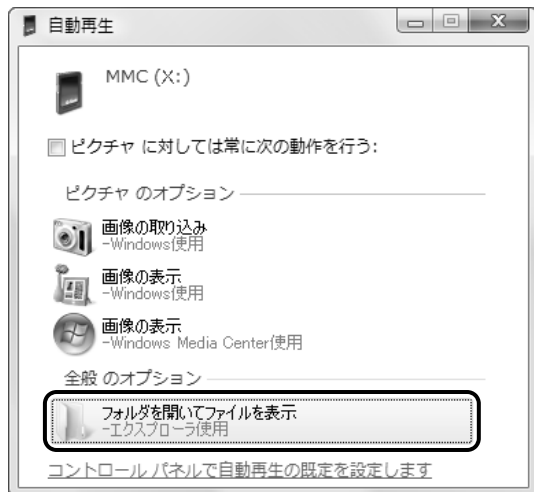 自動再生
MMC (X:)
ピクチャ に対しては常に次の動作を行う:
ピクチャ のオプション
画像の取り込み
-Windows使用
画像の表示
-Windows使用
画像の表示
-Windows Media Center使用
全般 のオプション
フォルダを開いてファイルを表示
-エクスプローラ使用
コントロール パネルで自動再生の既定を設定します